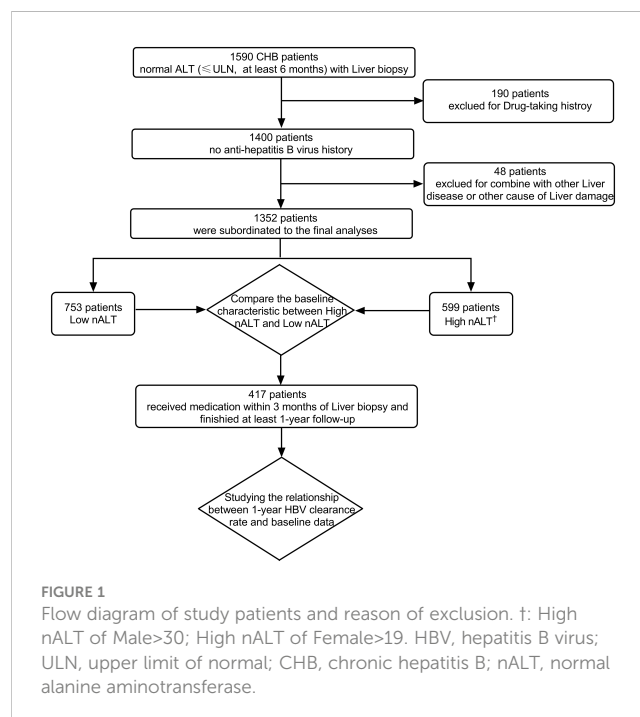 1590 CHB patients
normal ALT (≤ULN, at least 6 months) with Liver biopsy
190 patients
exclued for Drug-taking histroy
1400 patients
no anti-hepatitis B virus history
48 patients
exclued for combine with other Liver
disease or other cause of Liver damage
1352 patients
were subordinated to the final analyses
753 patients
Low nALT
Compare the baseline
characteristic between High
nALT and Low nALT
599 patients
High nALT†
417 patients
received medication within 3 months of Liver biopsy and
finishied at least 1-year follow-up
Studying the relationship
between 1-year HBV clearance
rate and baseline data
FIGURE 1
Flow diagram of study patients and reason of exclusion. †: High
nALT of Male>30; High nALT of Female>19. HBV, hepatitis B virus;
ULN, upper limit of normal; CHB, chronic hepatitis B; nALT, normal
alanine aminotransferase.